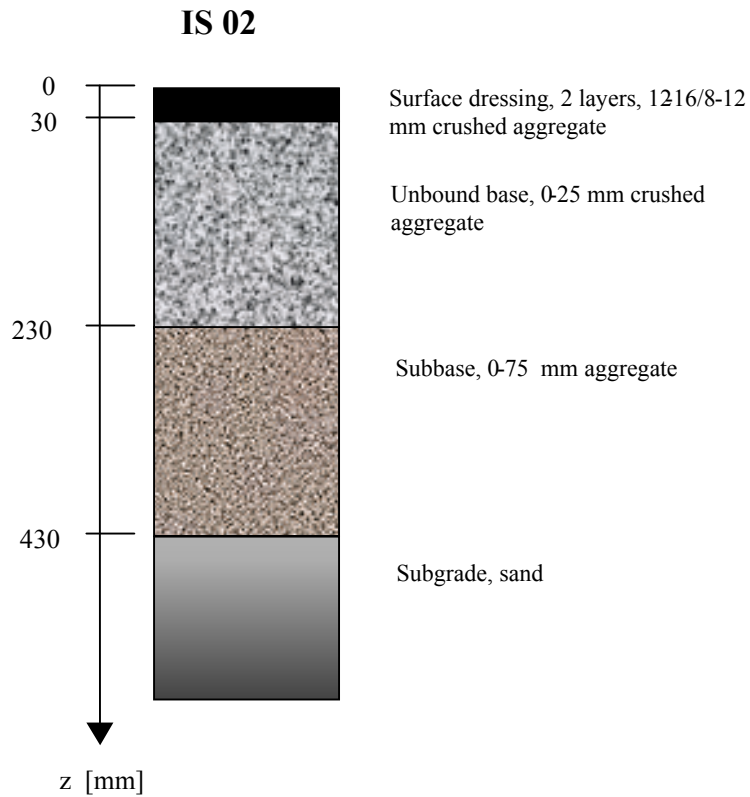 IS 02
0
Surface dressing, 2 layers, 12-16/8-12
mm crushed aggregate
30
Unbound base, 0-25 mm crushed
aggregate
230
Subbase, 0-75 mm aggregate
430
Subgrade, sand
z [mm]